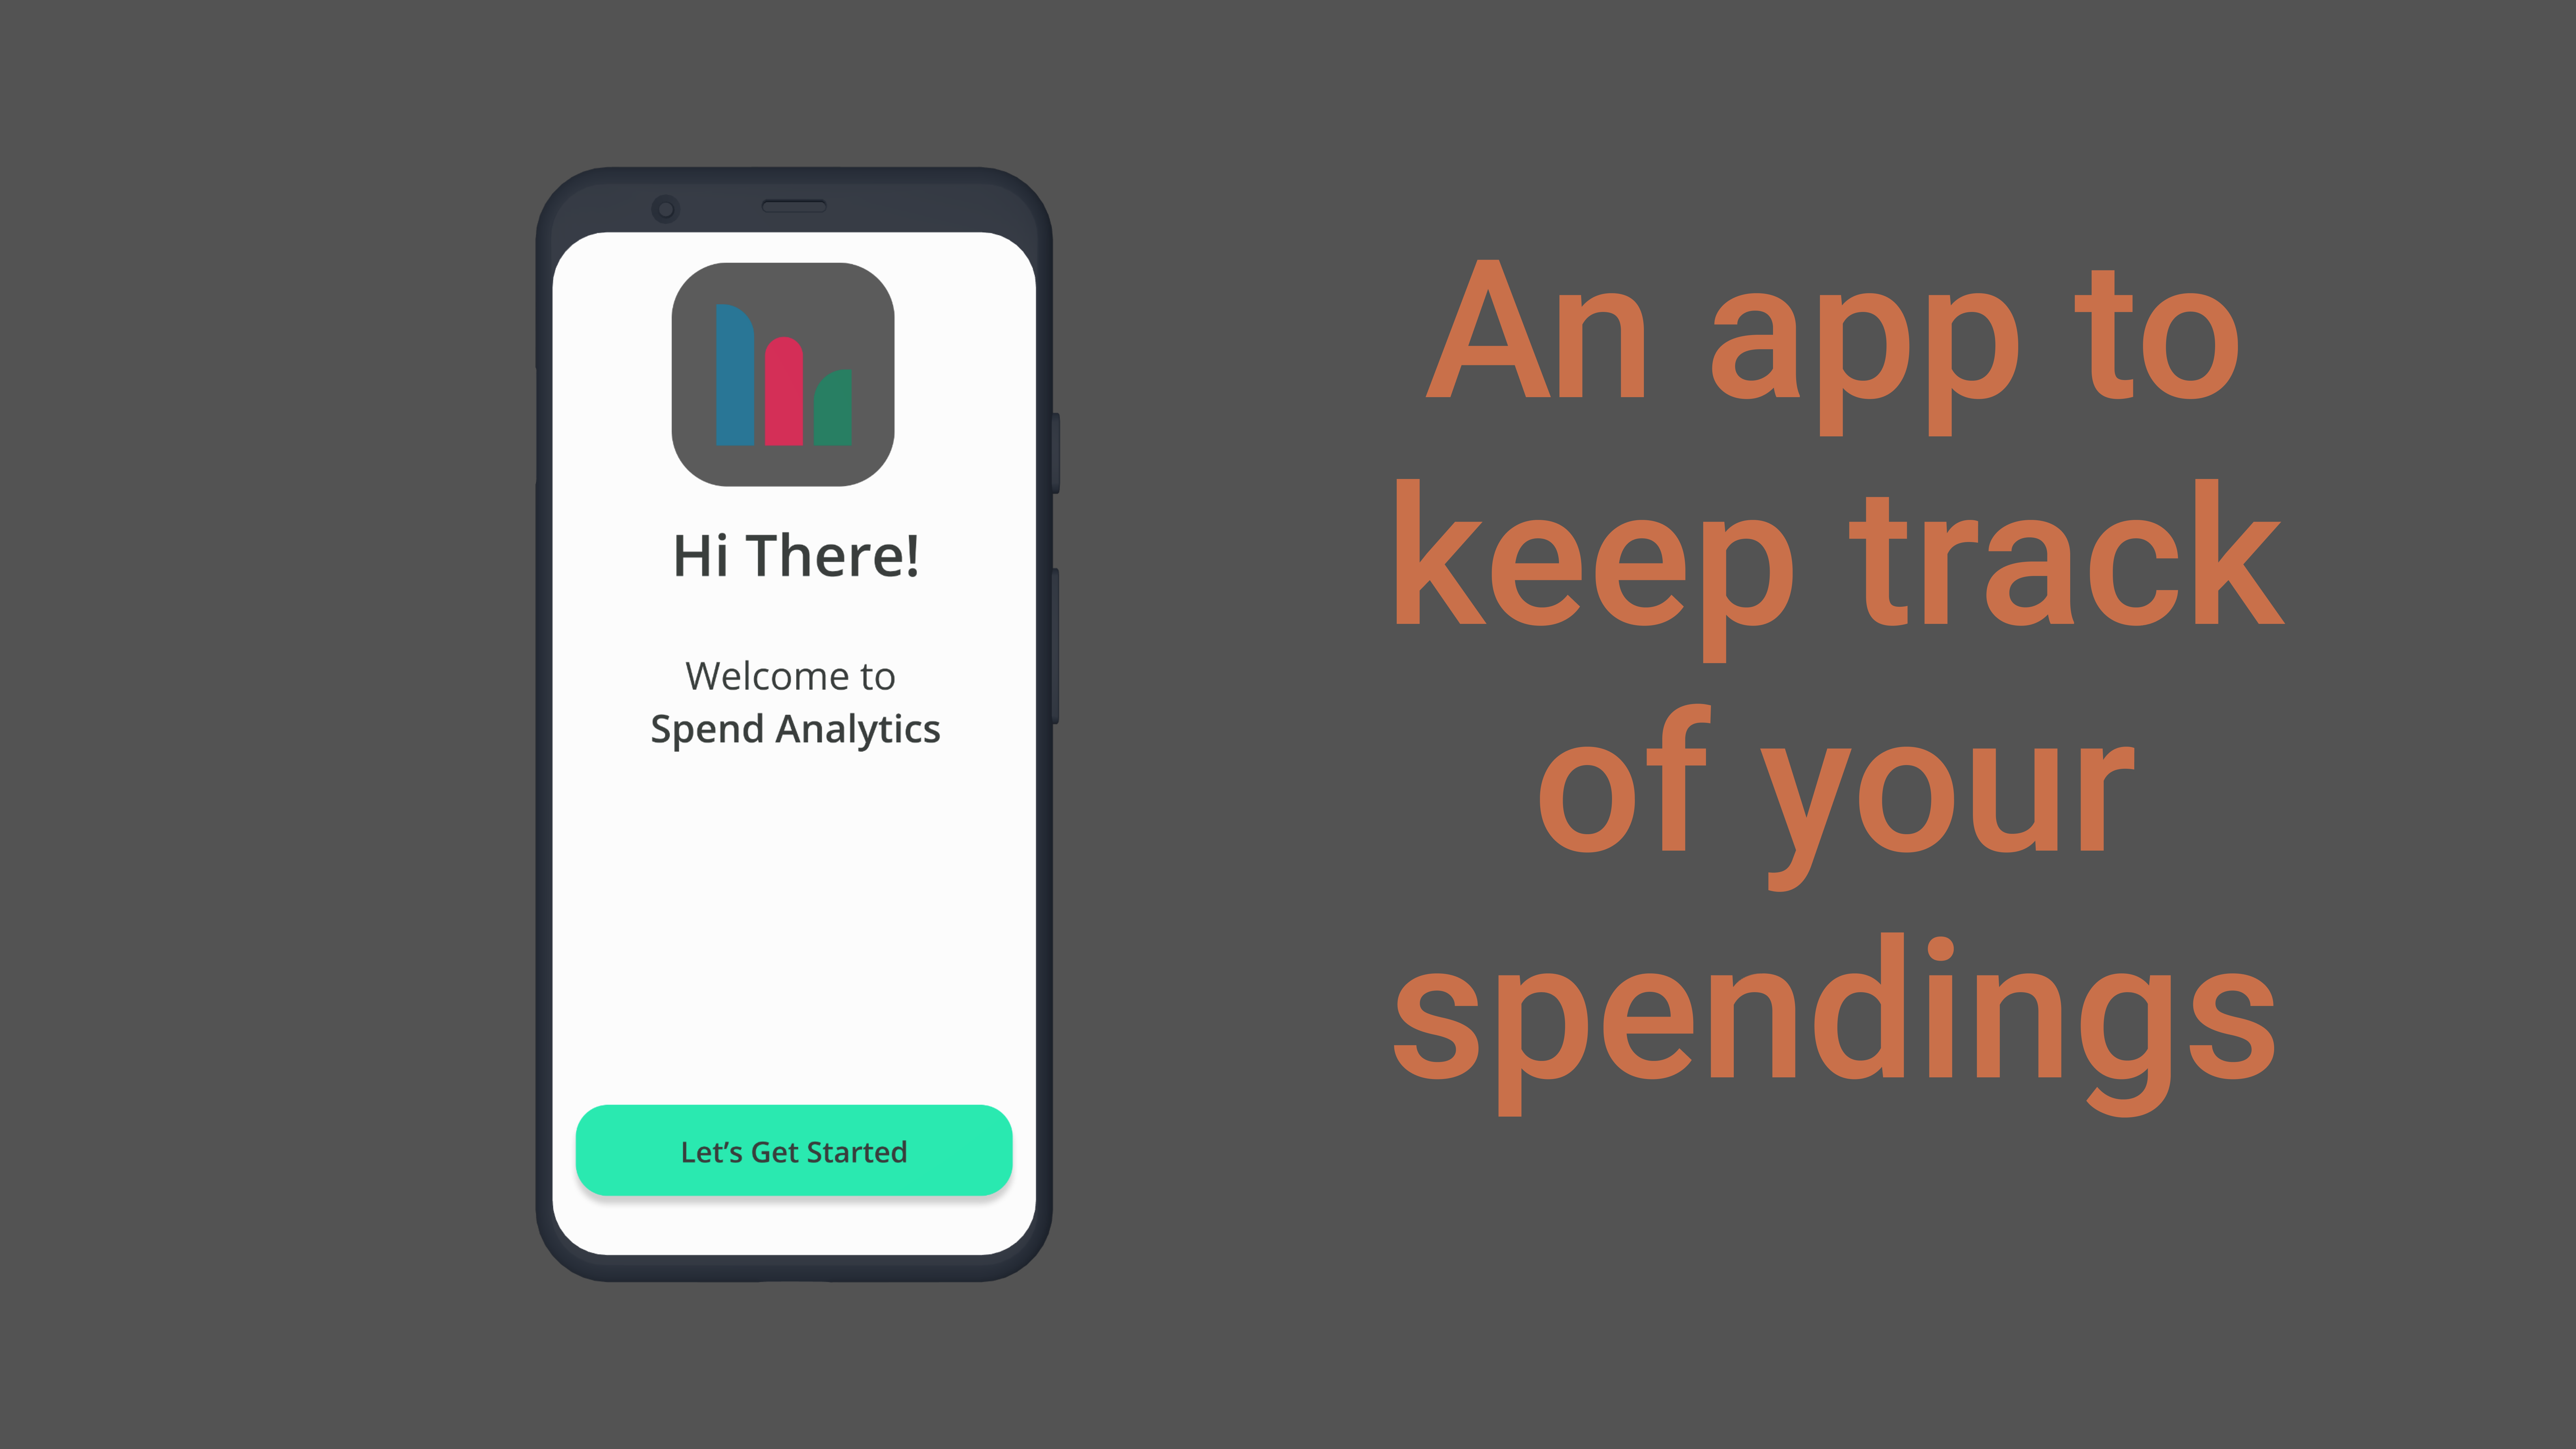 Hi There!
Welcome to
Spend Analytics
Let’s Get Started
An app to
keep track
of your
spendings